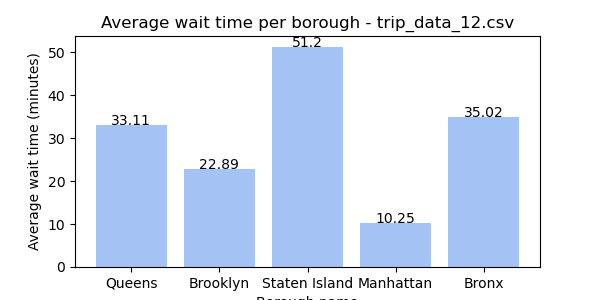 Average wait time per borough - trip_data_12.csv
Average wait time (minutes)
50
40
30
20
10
0
33.11
22.89
51.2
10.25
35.02
Queens Brooklyn Staten Island Manhattan Bronx
Borough name